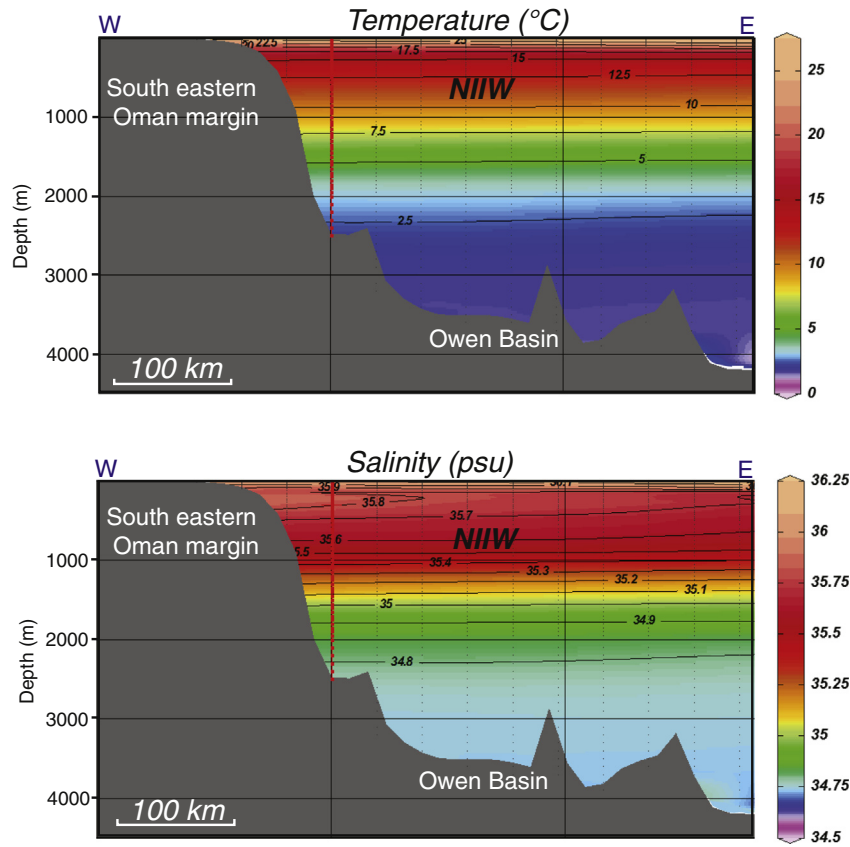 Temperature (°C)
W
E
25
20 22.5
17.5
15
12.5
NIIW
10
7.5
5
2.5
South eastern
Oman margin
Owen Basin
100 km
Depth (m)
1000
2000
3000
4000
25
20
15
10
5
0
Salinity (psu)
W
E
35.9
35.8
35.7
35.6
NIIW
35.4
35.3
35.2
35.1
35
34.9
34.8
South eastern
Oman margin
Owen Basin
100 km
Depth (m)
1000
2000
3000
4000
36.25
36
35.75
35.5
35.25
35
34.75
34.5